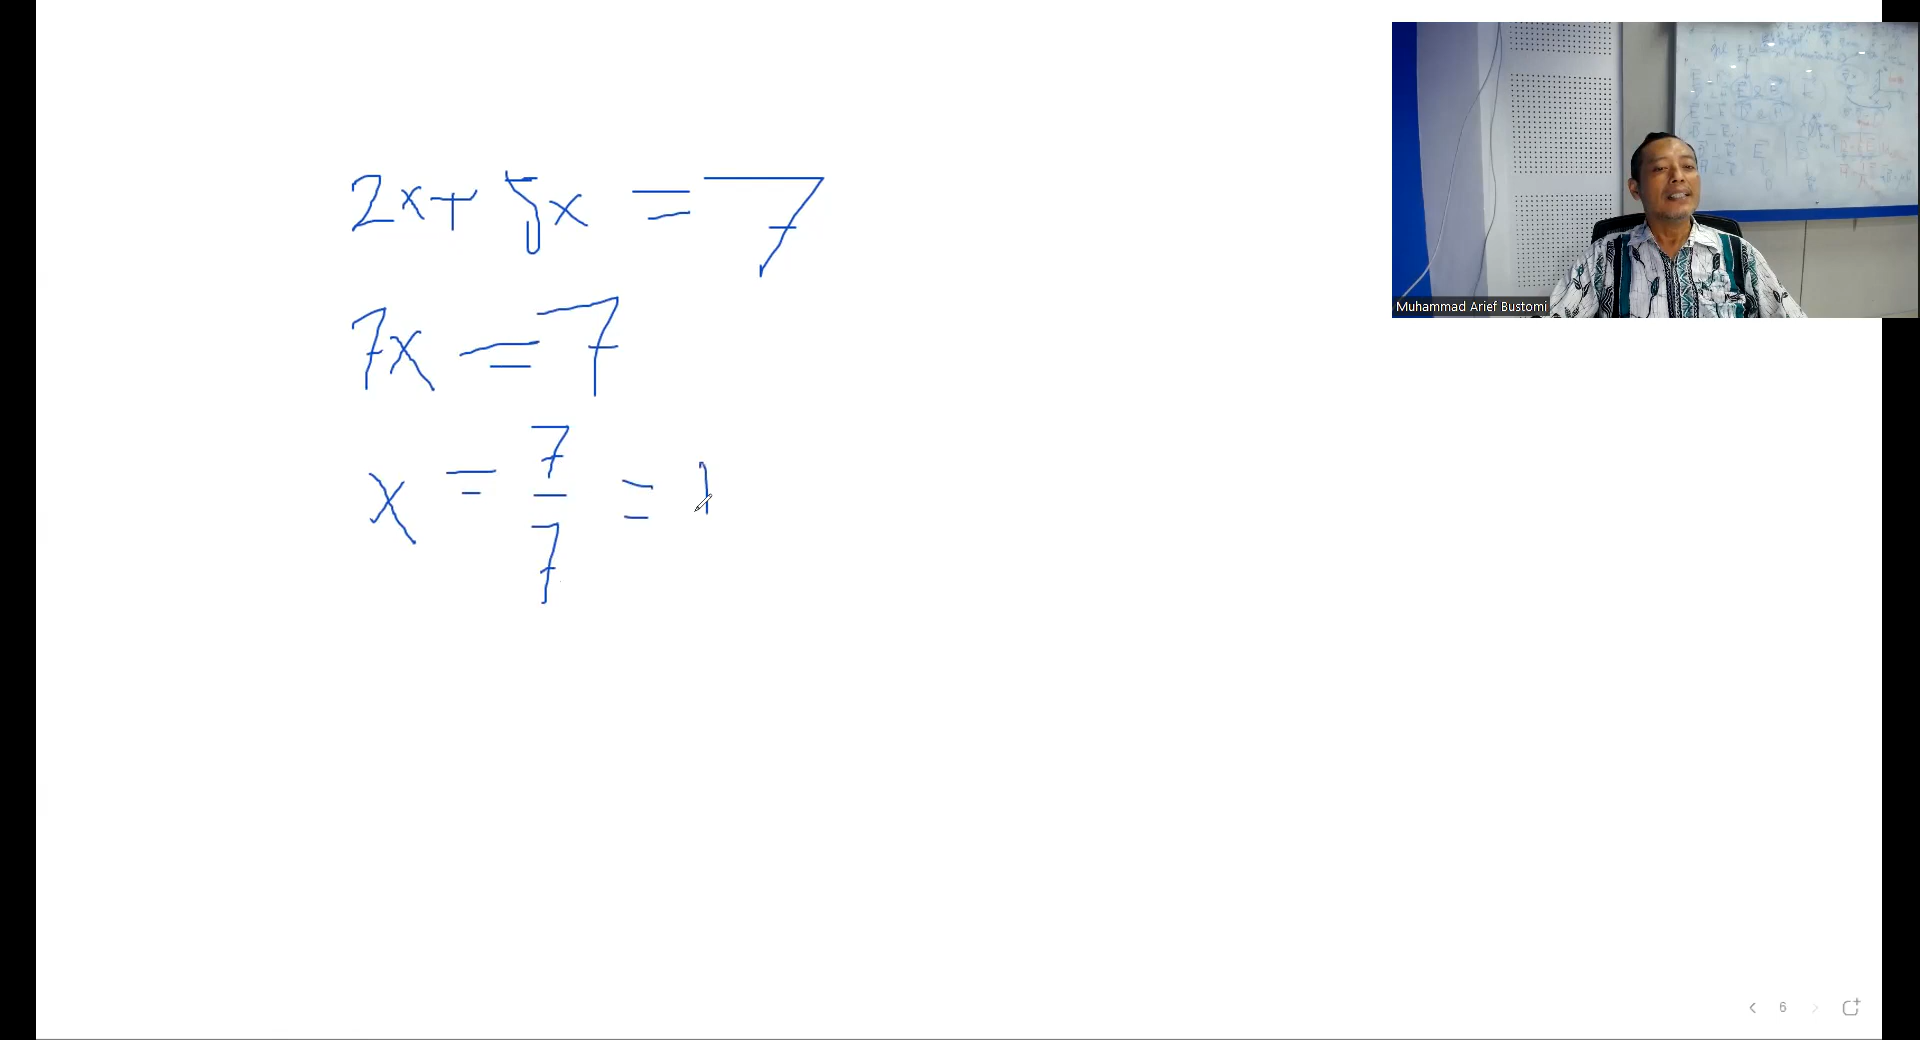 2x + 5x = 7
7x = 7
x = 7/7 = 1
Muhammad Arief Bustomi
6